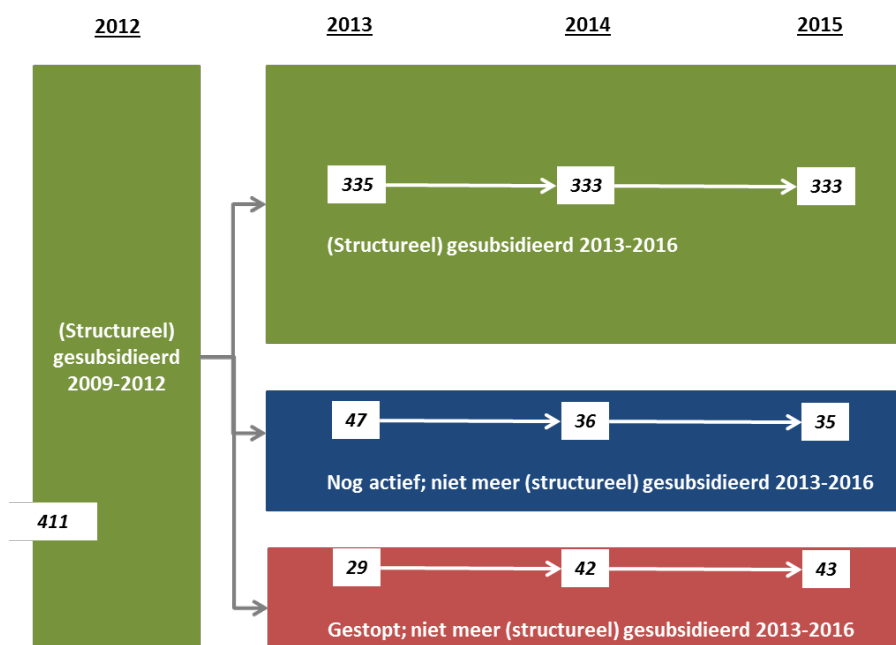 2012 2013 2014 2015
335 333 333
(Structureel) gesubsidieerd 2013-2016
(Structureel)
gesubsidieerd
2009-2012
411
47 36 35
Nog actief; niet meer (structureel) gesubsidieerd 2013-2016
29 42 43
Gestopt; niet meer (structureel) gesubsidieerd 2013-2016